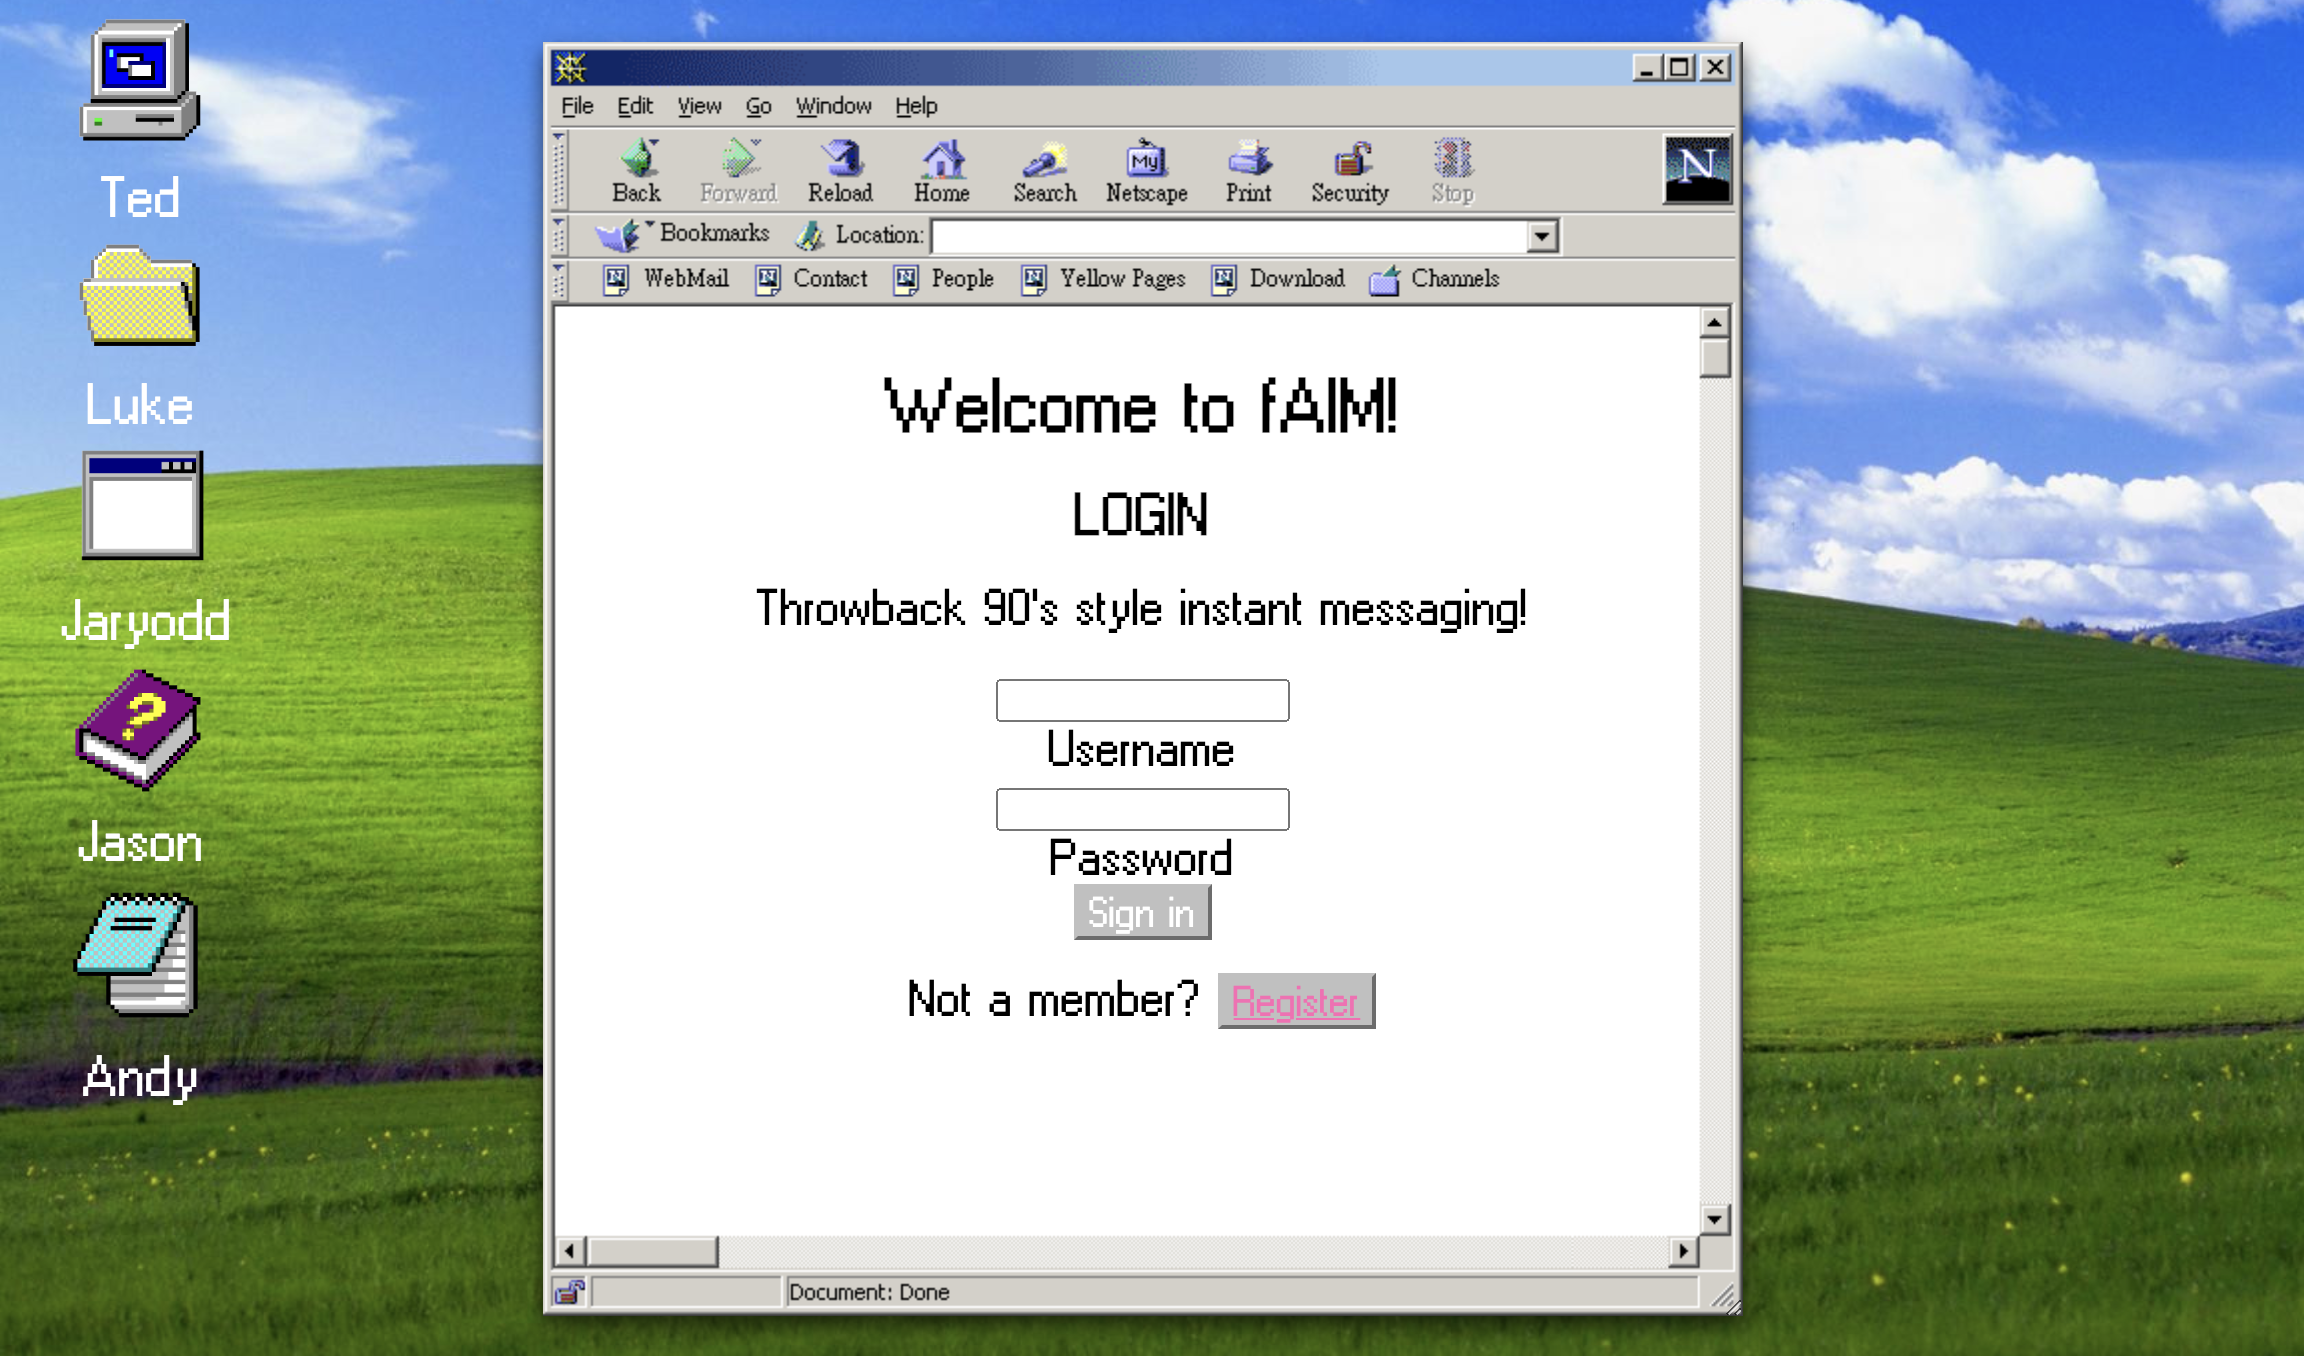 Ted
Luke
Jaryodd
Jason
Andy
File Edit View Go Window Help
Back Forward Reload Home Search My Netscape Print Security Stop N
Bookmarks Location:
WebMail Contact People Yellow Pages Download Channels
Welcome to fAIM!
LOGIN
Throwback 90's style instant messaging!
Username
Password
Sign in
Not a member? Register
Document: Done